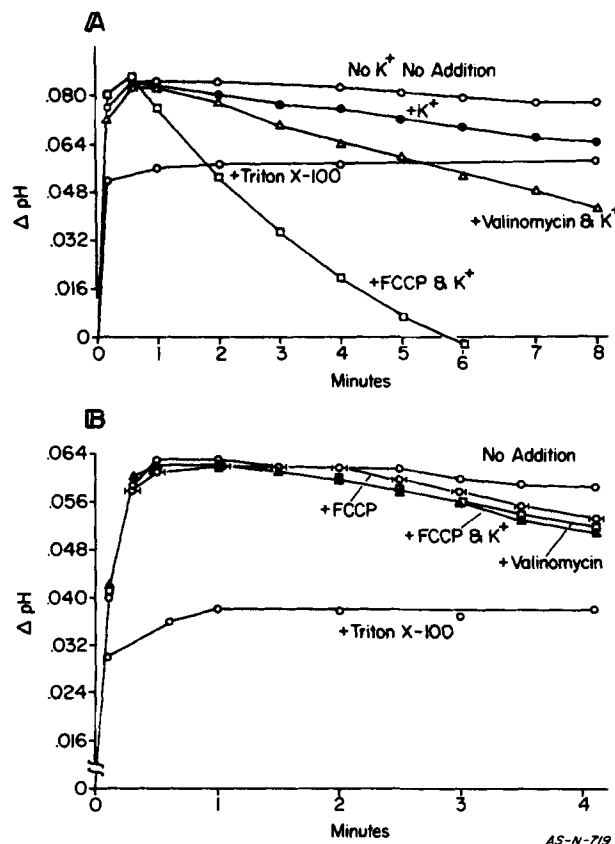 A
No K+ No Addition
+K+
+Triton X-100
+Valinomycin & K+
+FCCP & K+
Δ pH
.080
.064
.048
.032
.016
0
0 1 2 3 4 5 6 7 8
Minutes
B
No Addition
+FCCP
+FCCP & K+
+Valinomycin
+Triton X-100
Δ pH
.064
.056
.048
.040
.032
.024
.016
0
0 1 2 3 4
Minutes
AS-N-719